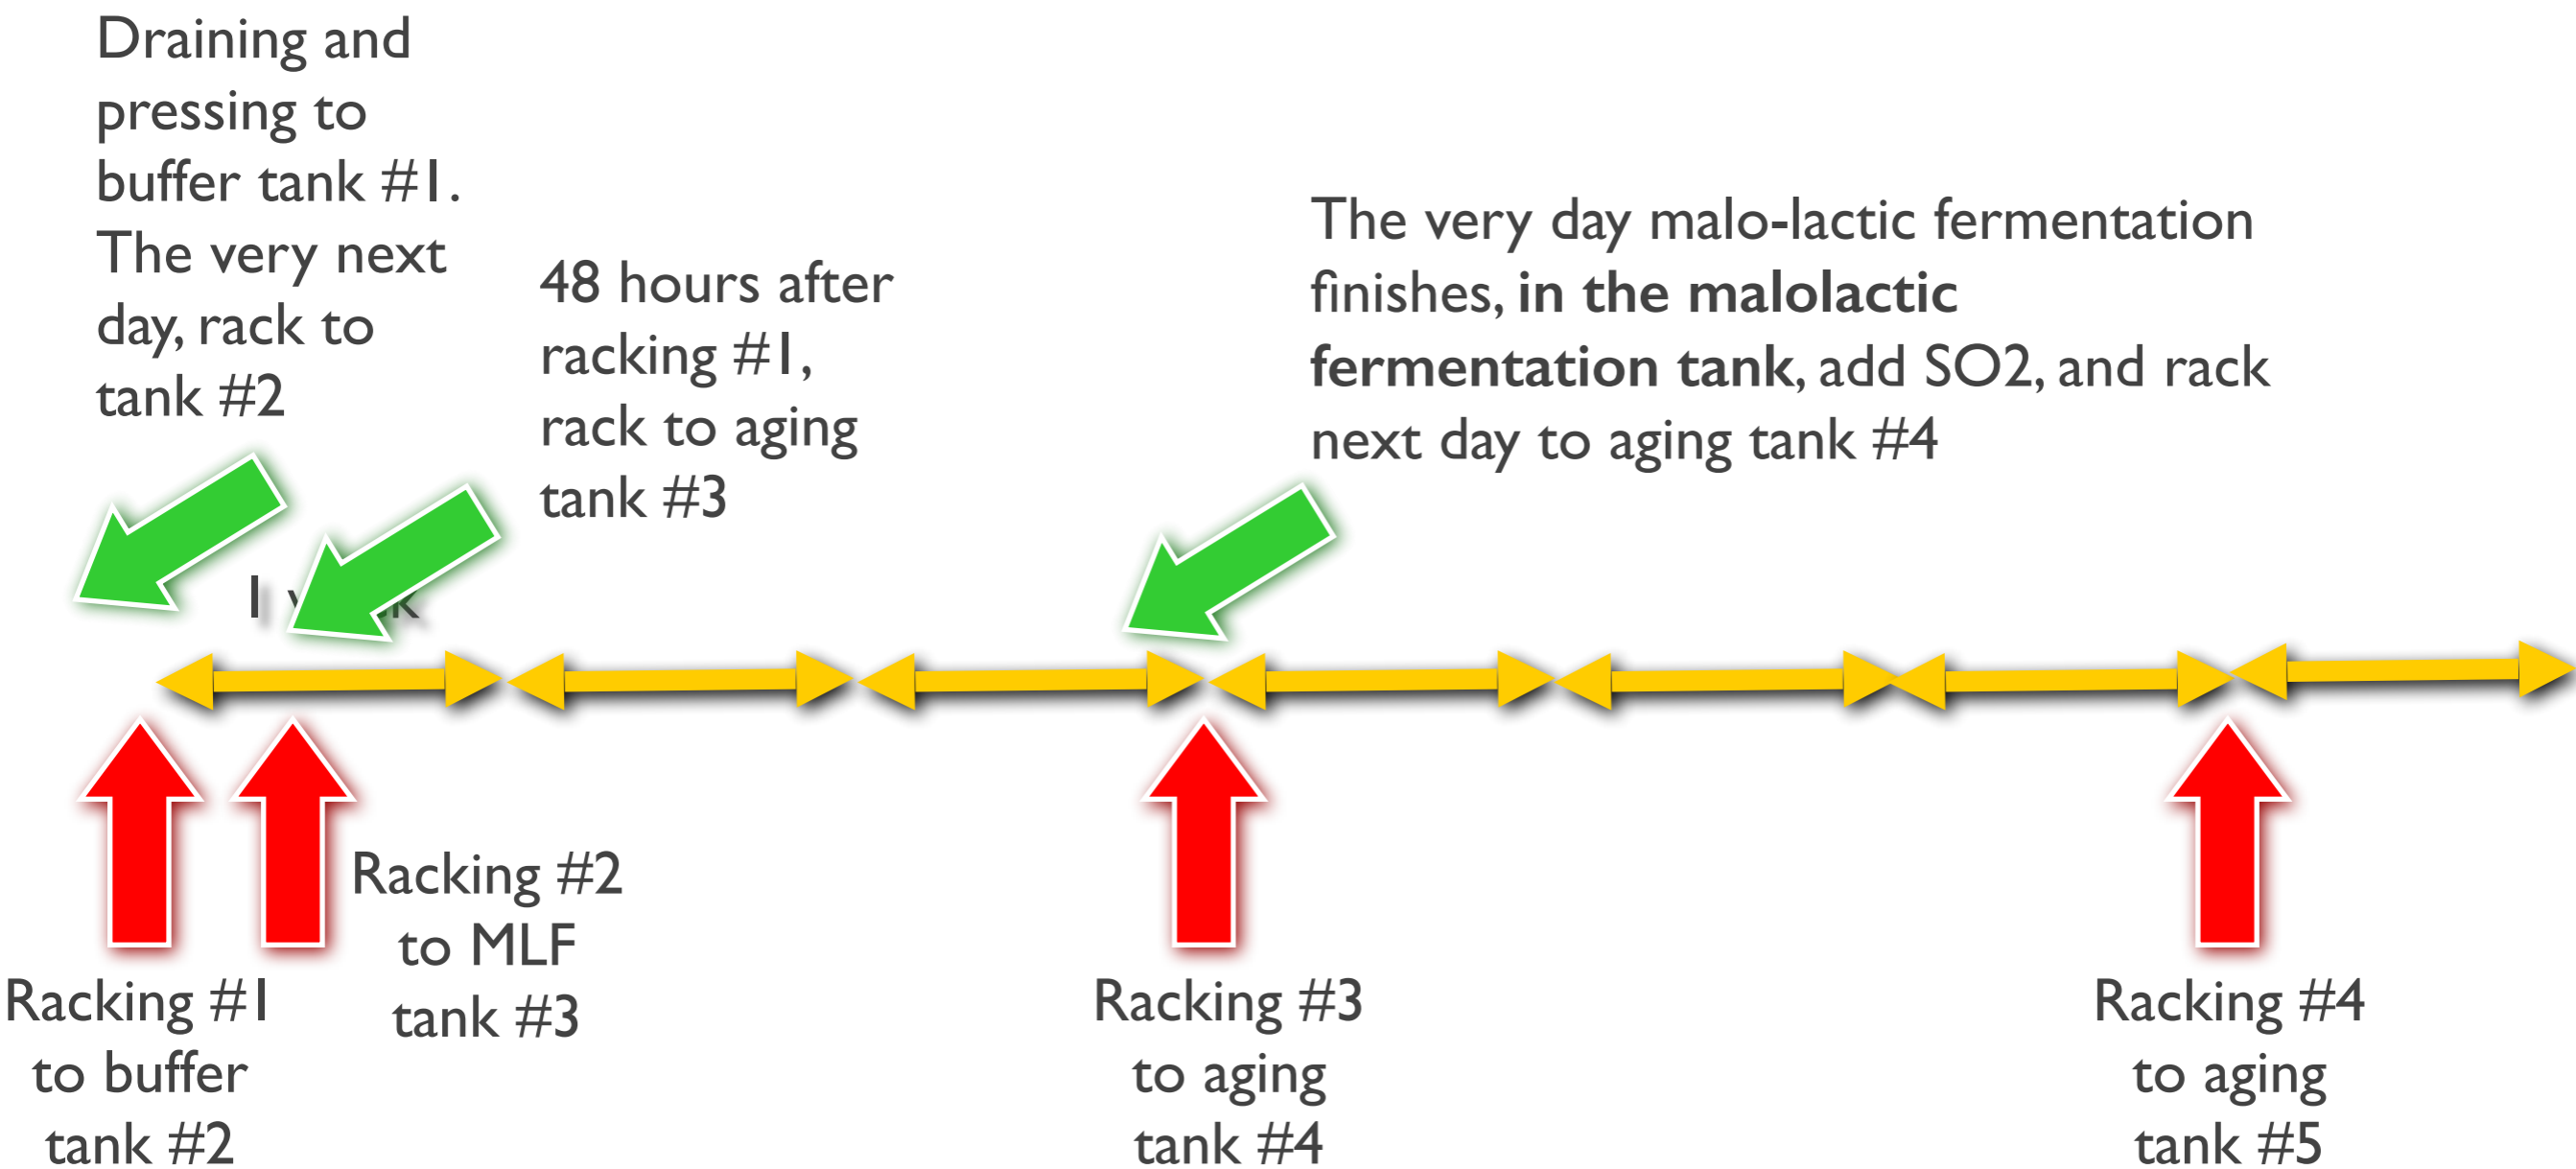 Draining and
pressing to
buffer tank #1.
The very next
day, rack to
tank #2
48 hours after
racking #1,
rack to aging
tank #3
The very day malo-lactic fermentation
finishes, in the malolactic
fermentation tank, add SO2, and rack
next day to aging tank #4
1
Racking #1
to buffer
tank #2
Racking #2
to MLF
tank #3
Racking #3
to aging
tank #4
Racking #4
to aging
tank #5